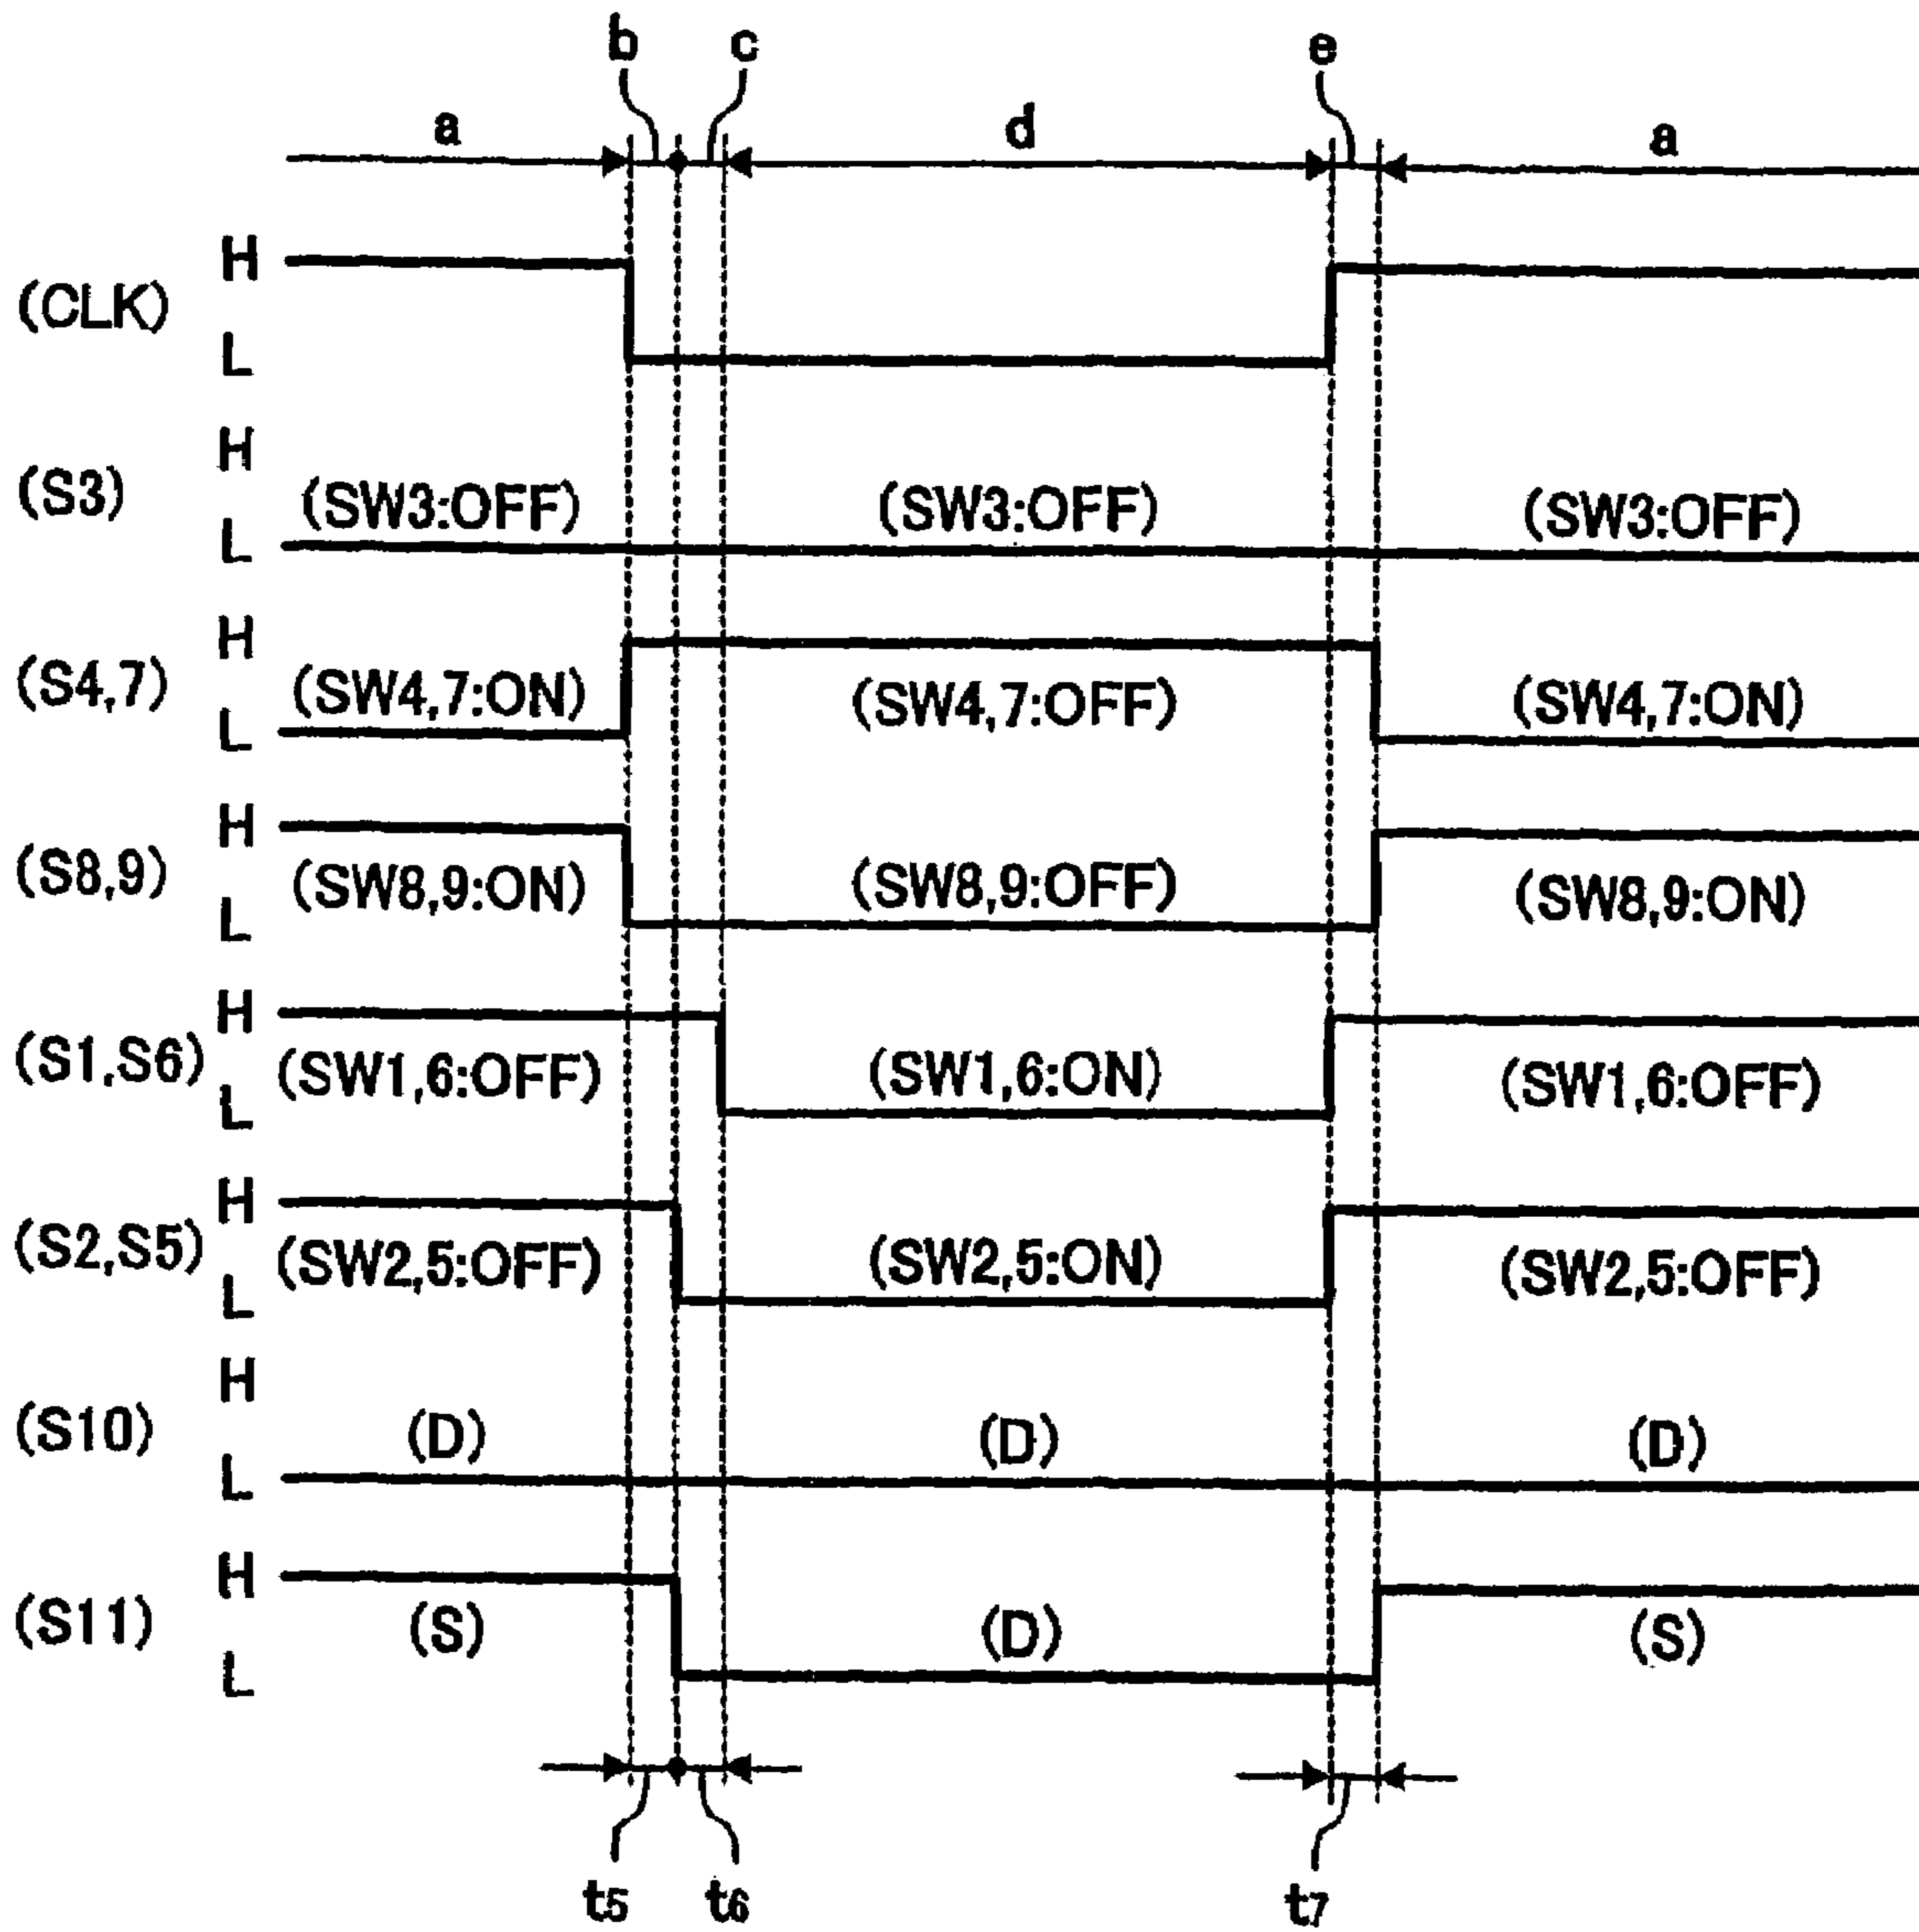 b c e
a d a
(CLK) H
L
(S3) H
(SW3:OFF) (SW3:OFF) (SW3:OFF)
L
(S4,7) H
(SW4,7:ON) (SW4,7:OFF) (SW4,7:ON)
L
(S8,9) H
(SW8,9:ON) (SW8,9:OFF) (SW8,9:ON)
L
(S1,S6) H
(SW1,6:OFF) (SW1,6:ON) (SW1,6:OFF)
L
(S2,S5) H
(SW2,5:OFF) (SW2,5:ON) (SW2,5:OFF)
L
(S10) H
(D) (D) (D)
L
(S11) H
(S) (D) (S)
L
t5 t6 t7